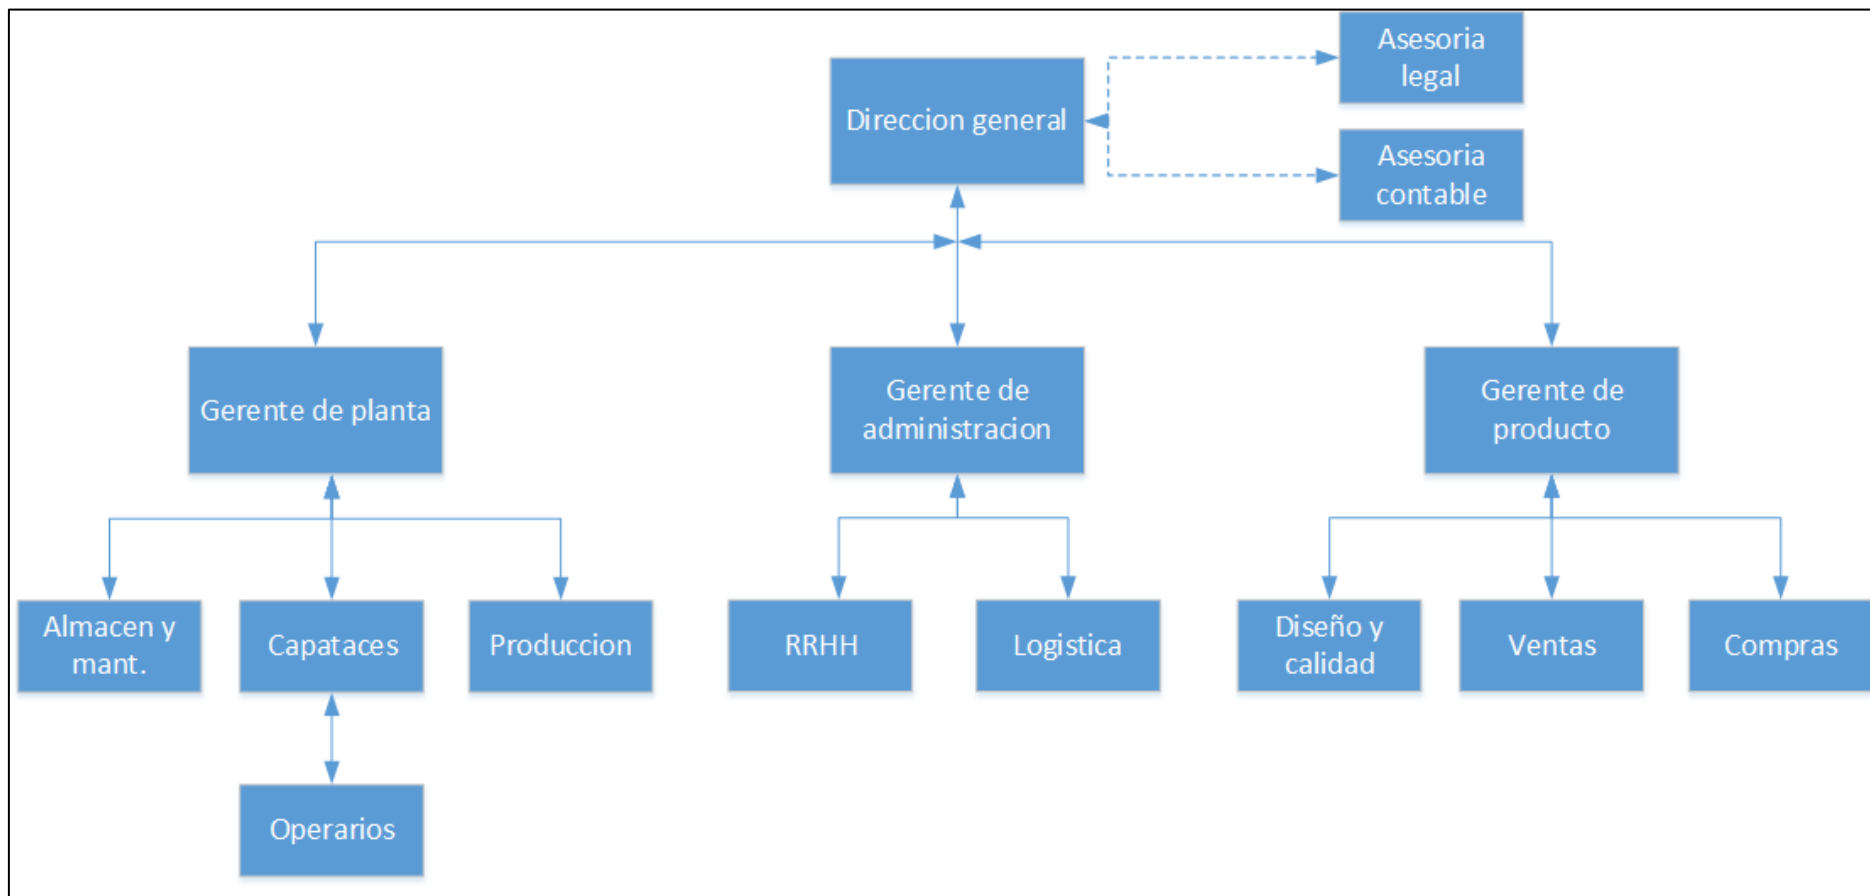 Asesoria
legal
Direccion general
Asesoria
contable
Gerente de planta
Gerente de
administracion
Gerente de
producto
Almacen y
mant.
Capataces
Produccion
RRHH
Logistica
Diseño y
calidad
Ventas
Compras
Operarios